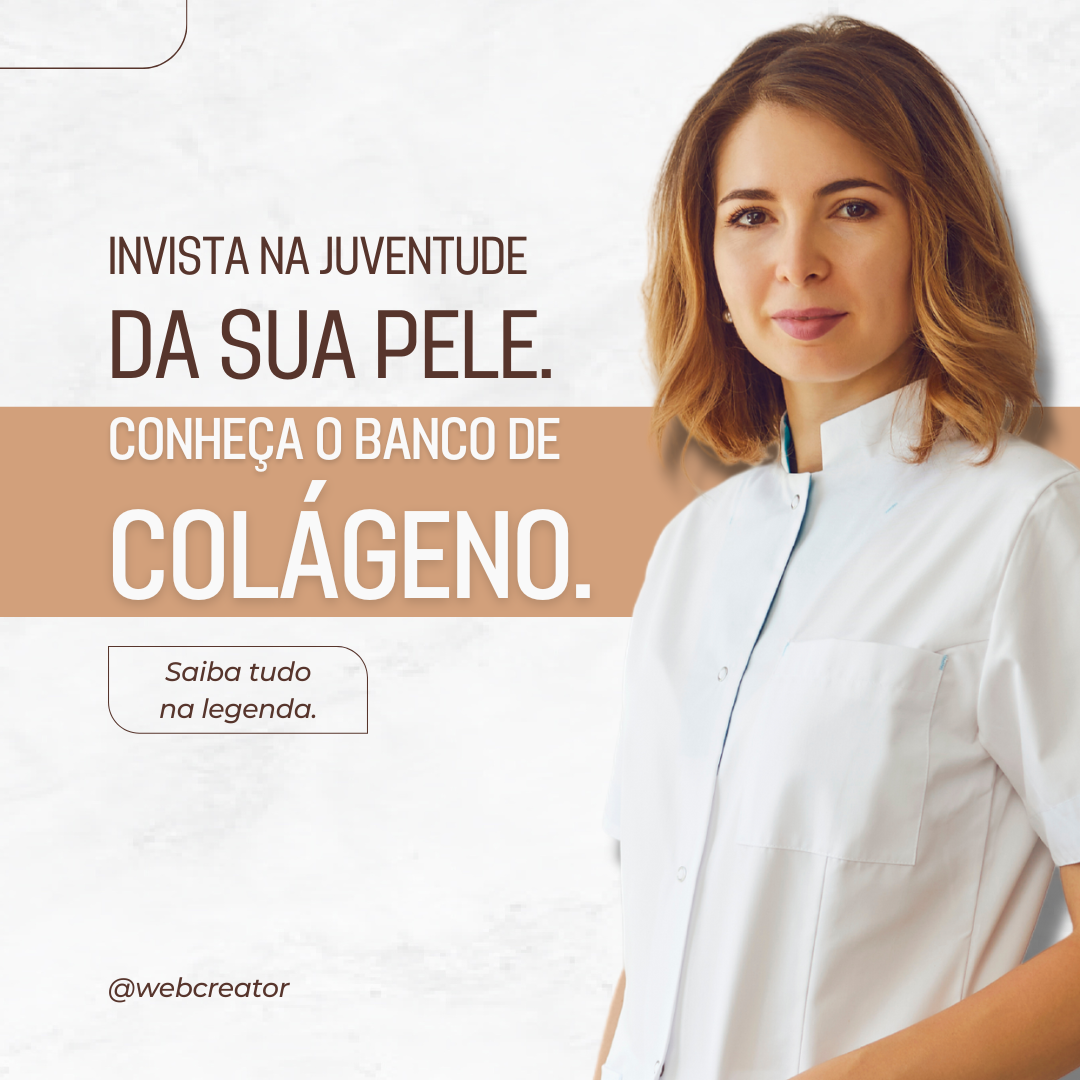 INVISTA NA JUVENTUDE
DA SUA PELE.
CONHEÇA O BANCO DE
COLÁGENO.
Saiba tudo
na legenda.
@webcreator